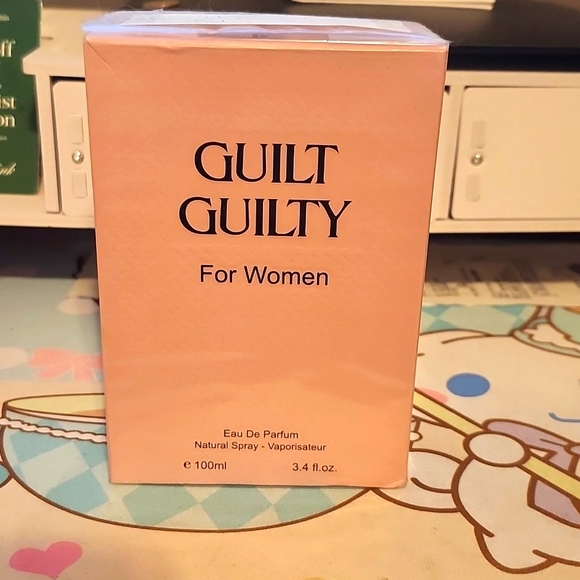 GUILT
GUILTY
For Women
Eau De Parfum
Natural Spray - Vaporisateur
e 100ml 3.4 fl.oz.